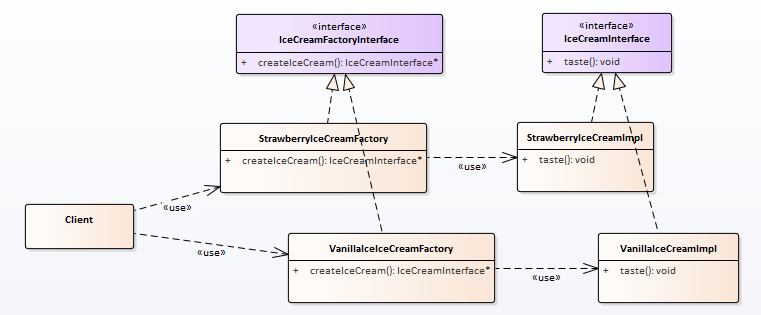 «interface»
IceCreamFactoryInterface
+ createIceCream(): IceCreamInterface*
«interface»
IceCreamInterface
+ taste(): void
StrawberryIceCreamFactory
+ createIceCream(): IceCreamInterface*
«use»
StrawberryIceCreamImpl
+ taste(): void
Client
«use»
«use»
VanillaIceIceCreamFactory
+ createIceCream(): IceCreamInterface*
«use»
VanillaIceCreamImpl
+ taste(): void